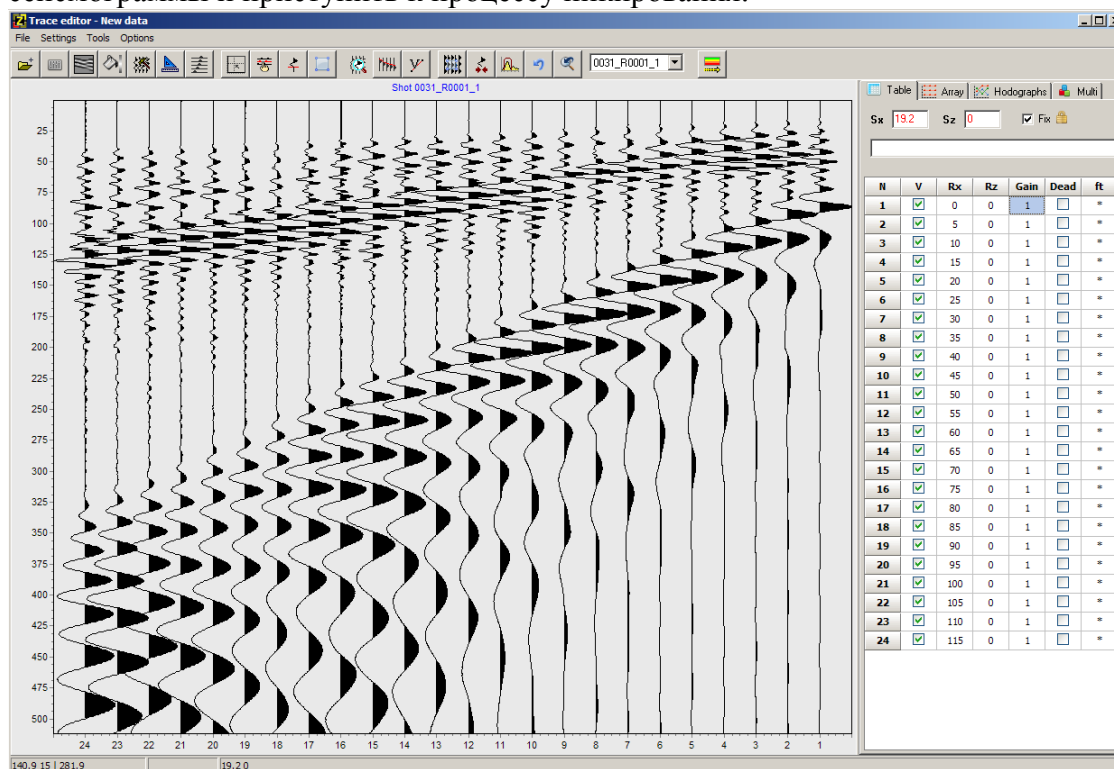 сейсмограммы и приступить к процессу пикирования.
Trace editor - New data
File Settings Tools Options
0031_R0001_1
Shot 0031_R0001_1
25
50
75
100
125
150
175
200
225
250
275
300
325
350
375
400
425
450
475
500
24 23 22 21 20 19 18 17 16 15 14 13 12 11 10 9 8 7 6 5 4 3 2 1
Table Array Hodographs Multi
Sx 19.2 Sz 0 Fix
N V Rx Rz Gain Dead ft
1 0 0 1 *
2 5 0 1 *
3 10 0 1 *
4 15 0 1 *
5 20 0 1 *
6 25 0 1 *
7 30 0 1 *
8 35 0 1 *
9 40 0 1 *
10 45 0 1 *
11 50 0 1 *
12 55 0 1 *
13 60 0 1 *
14 65 0 1 *
15 70 0 1 *
16 75 0 1 *
17 80 0 1 *
18 85 0 1 *
19 90 0 1 *
20 95 0 1 *
21 100 0 1 *
22 105 0 1 *
23 110 0 1 *
24 115 0 1 *
140.9 15 | 281.9 19.2 0